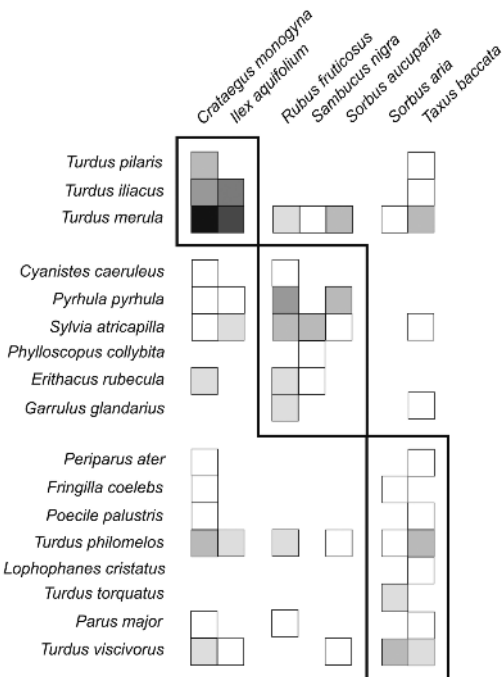 Crataegus monogyna
Ilex aquifolium
Rubus fruticosus
Sambucus nigra
Sorbus aucuparia
Sorbus aria
Taxus baccata
Turdus pilaris
Turdus iliacus
Turdus merula
Cyanistes caeruleus
Pyrhula pyrhula
Sylvia atricapilla
Phylloscopus collybita
Erithacus rubecula
Garrulus glandarius
Periparus ater
Fringilla coelebs
Poecile palustris
Turdus philomelos
Lophophanes cristatus
Turdus torquatus
Parus major
Turdus viscivorus